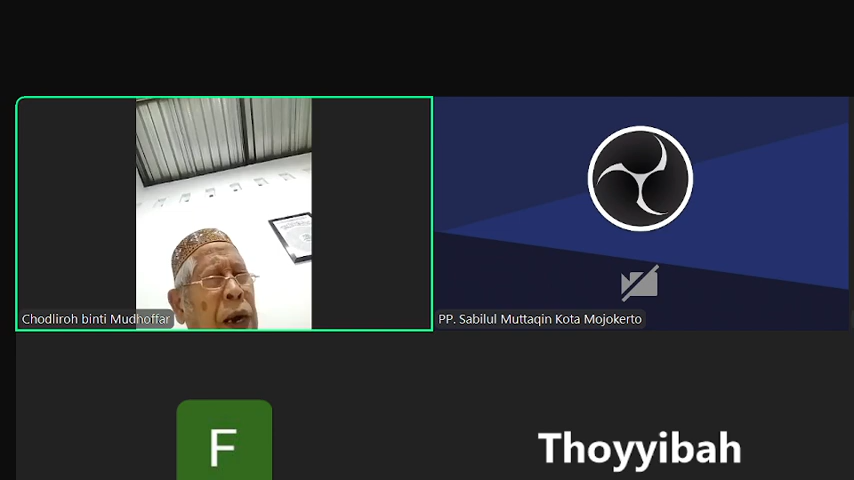 Chodliroh binti Mudhoffar
PP. Sabilul Muttaqin Kota Mojokerto
F
Thoyyibah